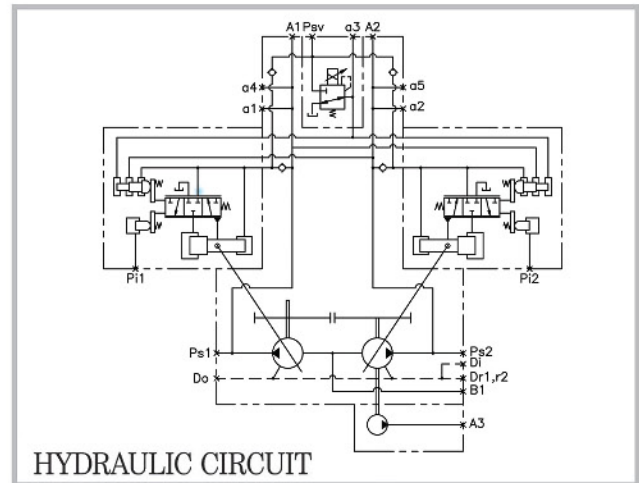 A1 Psv a3 A2
a4 a5
a1 a2
Pi1 Pi2
Ps1 Ps2
Di
Do Dr1,r2
B1
A3
HYDRAULIC CIRCUIT